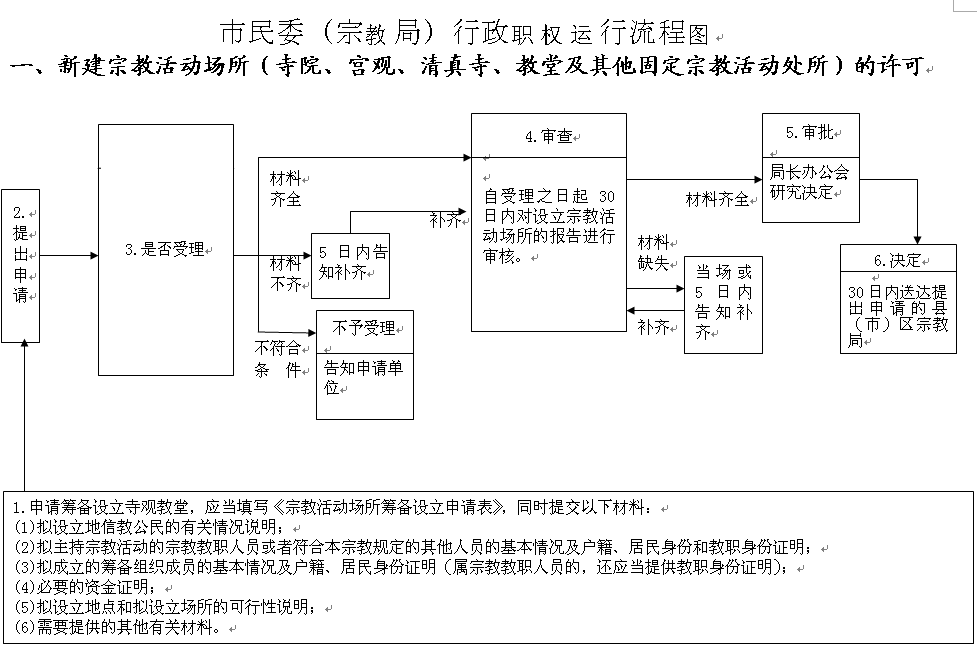 市民委（宗教局）行政职权运行流程图
一、新建宗教活动场所（寺院、宫观、清真寺、教堂及其他固定宗教活动处所）的许可
2.
提
出
申
请
3.是否受理
材料
齐全
材料
不齐
不符合
条 件
5 日内告
知补齐
补齐
不予受理
告知申请单
位
4.审查
自受理之日起 30
日内对设立宗教活
动场所的报告进行
审核。
材料齐全
材料
缺失
补齐
当场或
5 日内
告知补
齐
5.审批
局长办公会
研究决定
6.决定
30日内送达提
出申请的县
（市）区宗教
局
1.申请筹备设立寺观教堂，应当填写《宗教活动场所筹备设立申请表》，同时提交以下材料：
(1)拟设立地信教公民的有关情况说明；
(2)拟主持宗教活动的宗教教职人员或者符合本宗教规定的其他人员的基本情况及户籍、居民身份和教职身份证明；
(3)拟成立的筹备组织成员的基本情况及户籍、居民身份证明（属宗教教职人员的，还应当提供教职身份证明)；
(4)必要的资金证明；
(5)拟设立地点和拟设立场所的可行性说明；
(6)需要提供的其他有关材料。